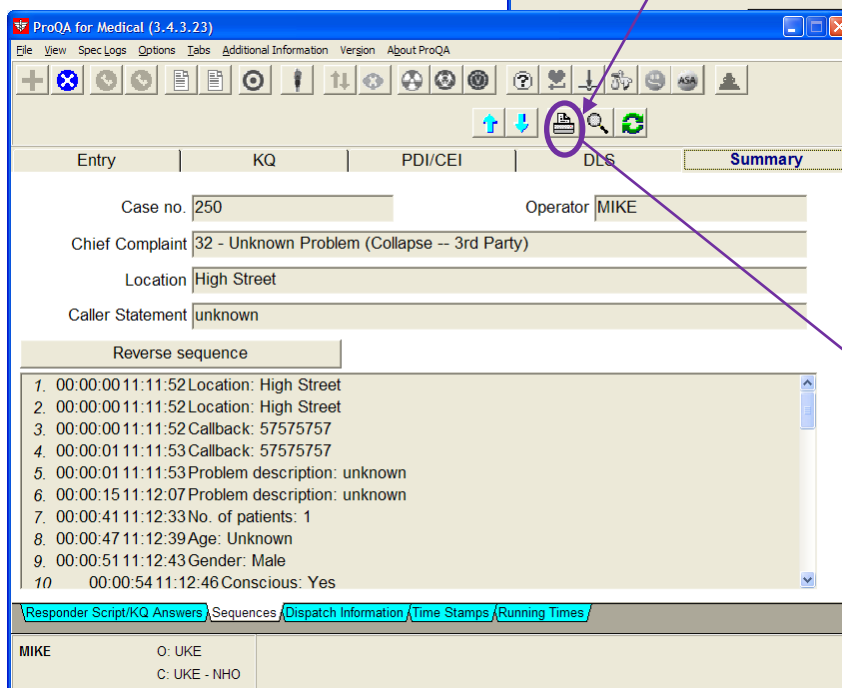 ProQA for Medical (3.4.3.23)
File View Spec Logs Options Tabs Additional Information Version About ProQA
ASA
Entry KQ PDI/CEI DLS Summary
Case no. 250 Operator MIKE
Chief Complaint 32 - Unknown Problem (Collapse -- 3rd Party)
Location High Street
Caller Statement unknown
Reverse sequence
1. 00:00:00 11:11:52 Location: High Street
2. 00:00:00 11:11:52 Location: High Street
3. 00:00:00 11:11:52 Callback: 57575757
4. 00:00:01 11:11:53 Callback: 57575757
5. 00:00:01 11:11:53 Problem description: unknown
6. 00:00:15 11:12:07 Problem description: unknown
7. 00:00:41 11:12:33 No. of patients: 1
8. 00:00:47 11:12:39 Age: Unknown
9. 00:00:51 11:12:43 Gender: Male
10 00:00:54 11:12:46 Conscious: Yes
Responder Script/KQ Answers Sequences Dispatch Information Time Stamps Running Times
MIKE O: UKE
C: UKE - NHO